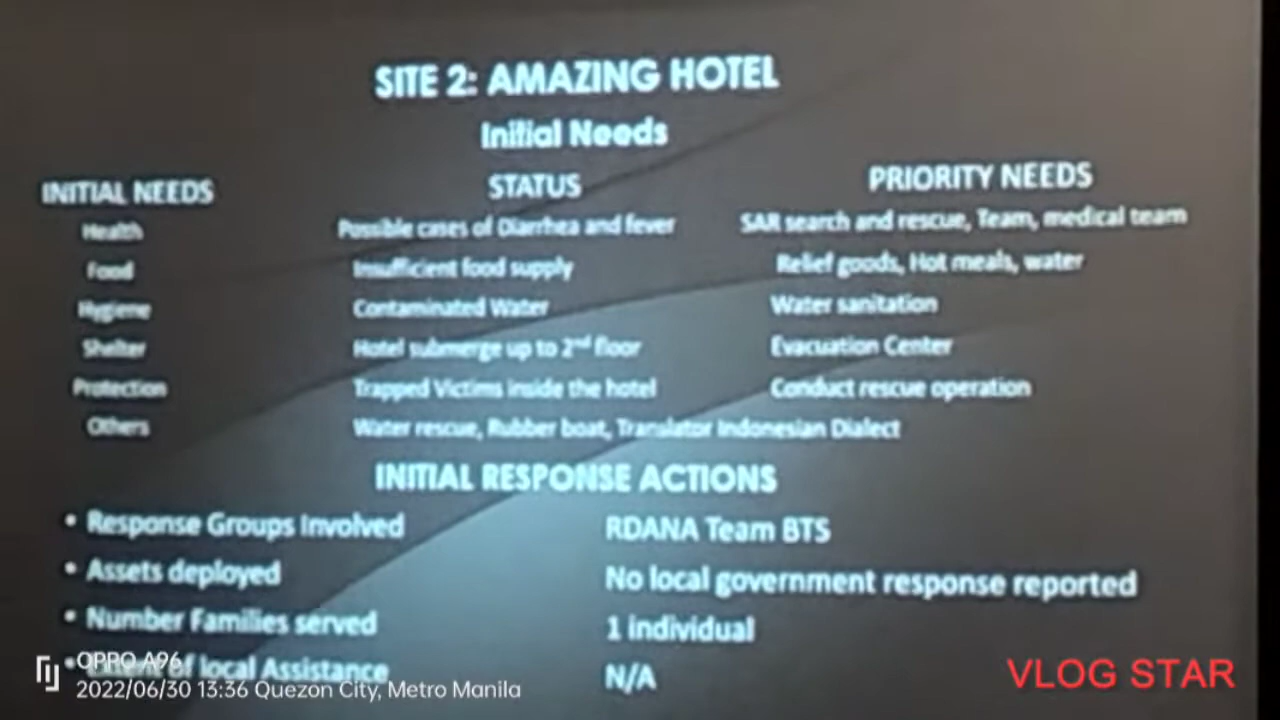 SITE 2: AMAZING HOTEL
Initial Needs
INITIAL NEEDS STATUS PRIORITY NEEDS
Health Possible cases of Diarrhea and fever SAR search and rescue, Team, medical team
Food Insufficient food supply Relief goods, Hot meals, water
Hygiene Contaminated Water Water sanitation
Shelter Hotel submerge up to 2nd floor Evacuation Center
Protection Trapped Victims inside the hotel Conduct rescue operation
Others Water rescue, Rubber boat, Translator Indonesian Dialect
INITIAL RESPONSE ACTIONS
• Response Groups Involved RDANA Team BTS
• Assets deployed No local government response reported
• Number Families served 1 individual
• of local Assistance N/A
OPPO A96
2022/06/30 13:36 Quezon City, Metro Manila
VLOG STAR